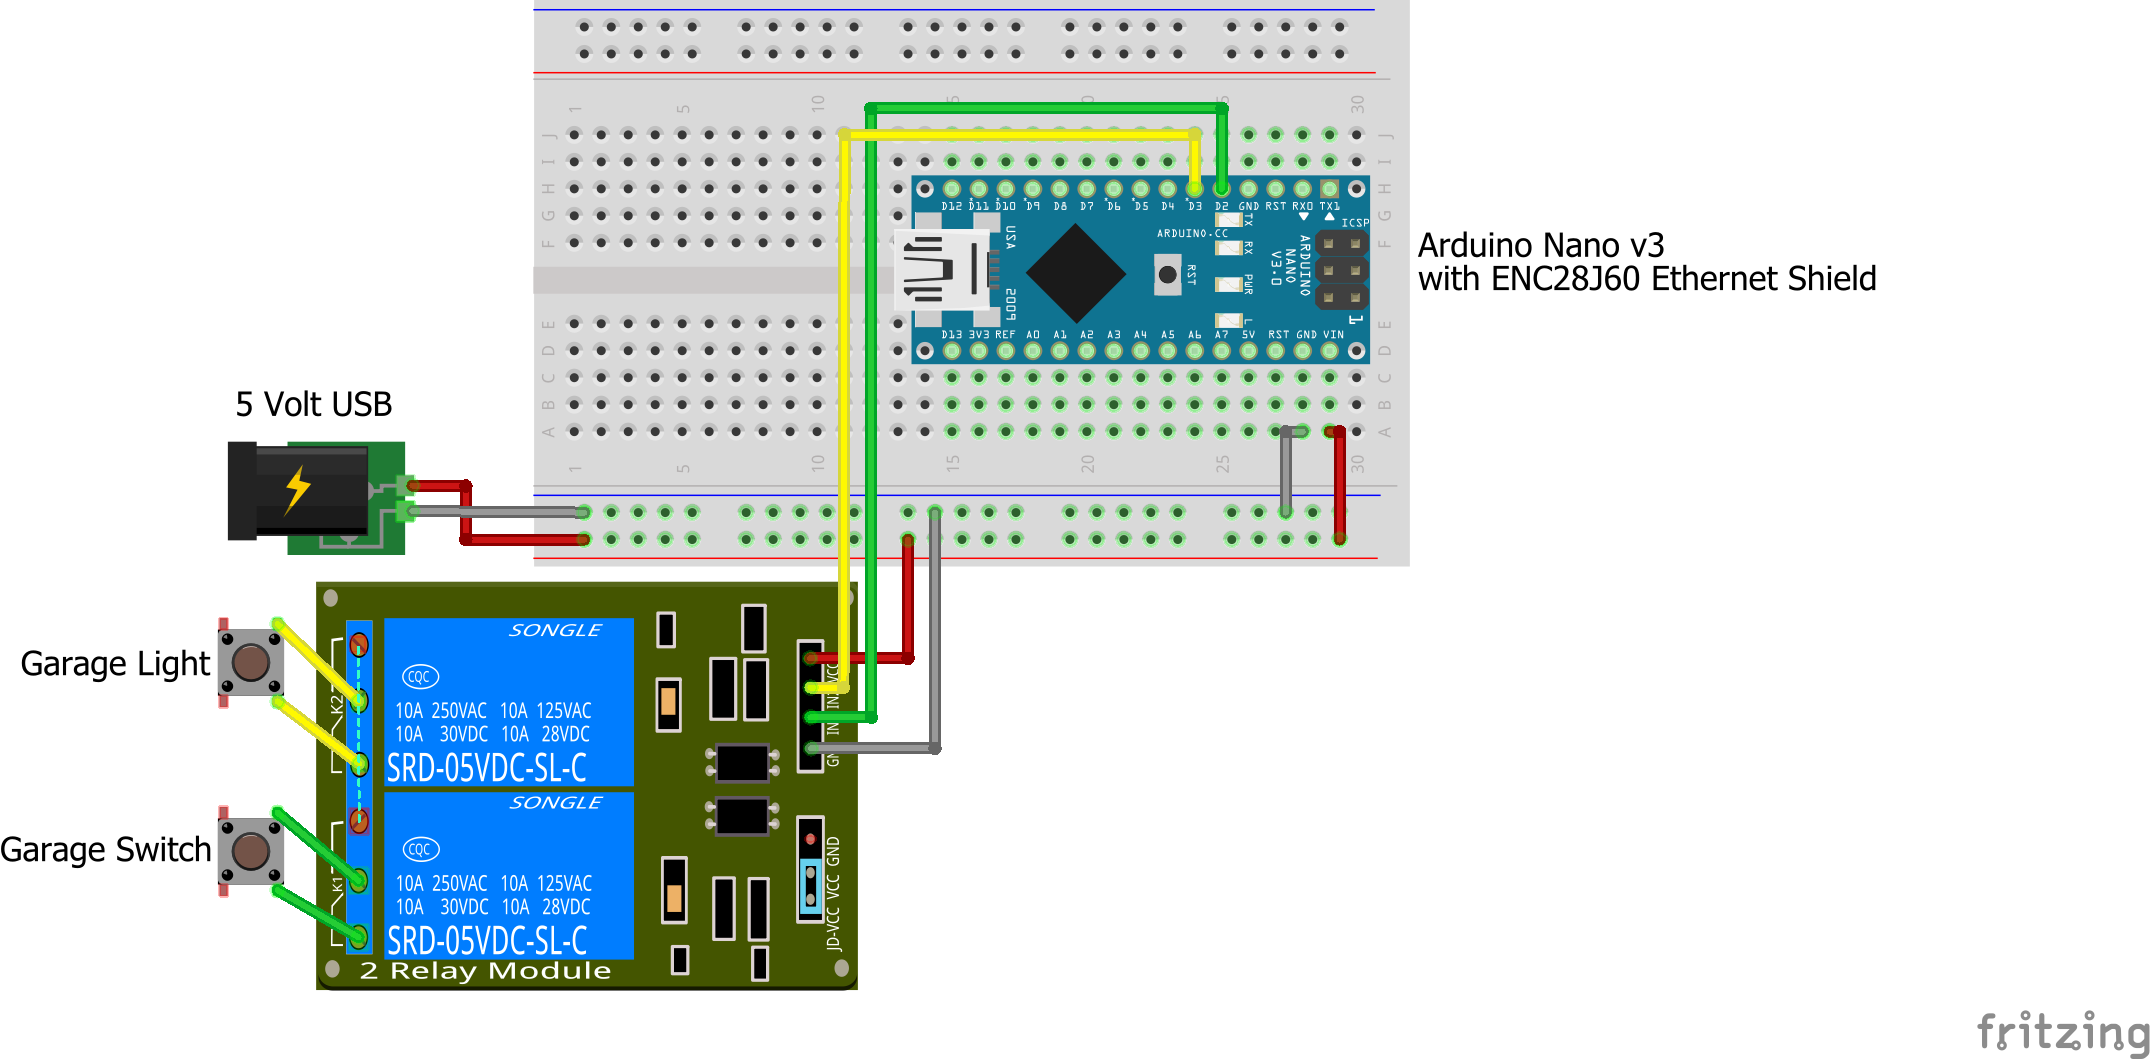 1
5
10
15
20
25
30
J
I
H
G
F
E
D
C
B
A
J
I
H
G
F
E
D
C
B
A
1
5
10
15
20
25
30
D12 D11 D10 D9 D8 D7 D6 D5 D4 D3 D2 GND RST RX0 TX1
ICSP
USA
TX
ARDUINO.CC
RX
ARDUINO
NANO
V3.0
RST
PWR
2009
L
1
D13 3V3 REF A0 A1 A2 A3 A4 A5 A6 A7 5V RST GND VIN
Arduino Nano v3
with ENC28J60 Ethernet Shield
5 Volt USB
Garage Light
Garage Switch
K2
K1
SONGLE
CQC
10A 250VAC 10A 125VAC
10A 30VDC 10A 28VDC
SRD-05VDC-SL-C
SONGLE
CQC
10A 250VAC 10A 125VAC
10A 30VDC 10A 28VDC
SRD-05VDC-SL-C
2 Relay Module
JD-VCC VCC GND
fritzing